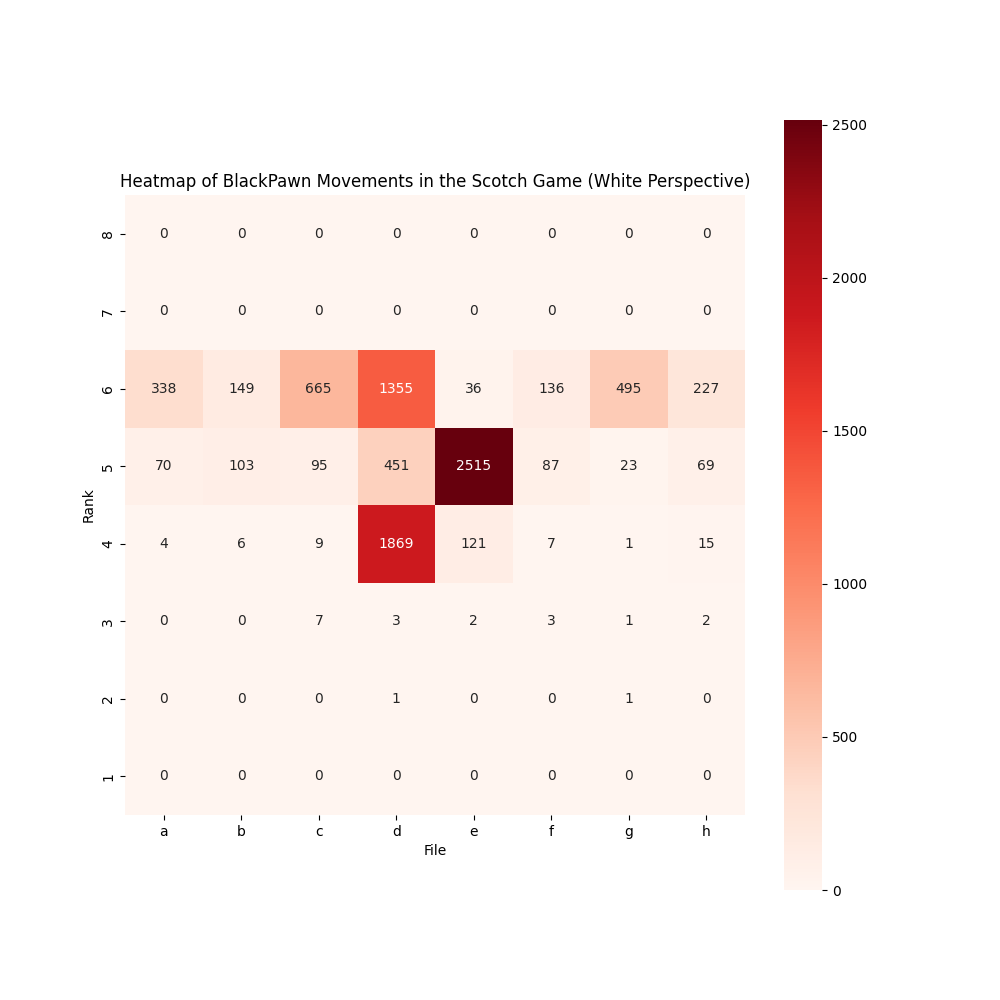 Heatmap of BlackPawn Movements in the Scotch Game (White Perspective)
2500
2000
1500
1000
500
0
Rank
8 0 0 0 0 0 0 0 0
7 0 0 0 0 0 0 0 0
6 338 149 665 1355 36 136 495 227
5 70 103 95 451 2515 87 23 69
4 4 6 9 1869 121 7 1 15
3 0 0 7 3 2 3 1 2
2 0 0 0 1 0 0 1 0
1 0 0 0 0 0 0 0 0
a b c d e f g h
File